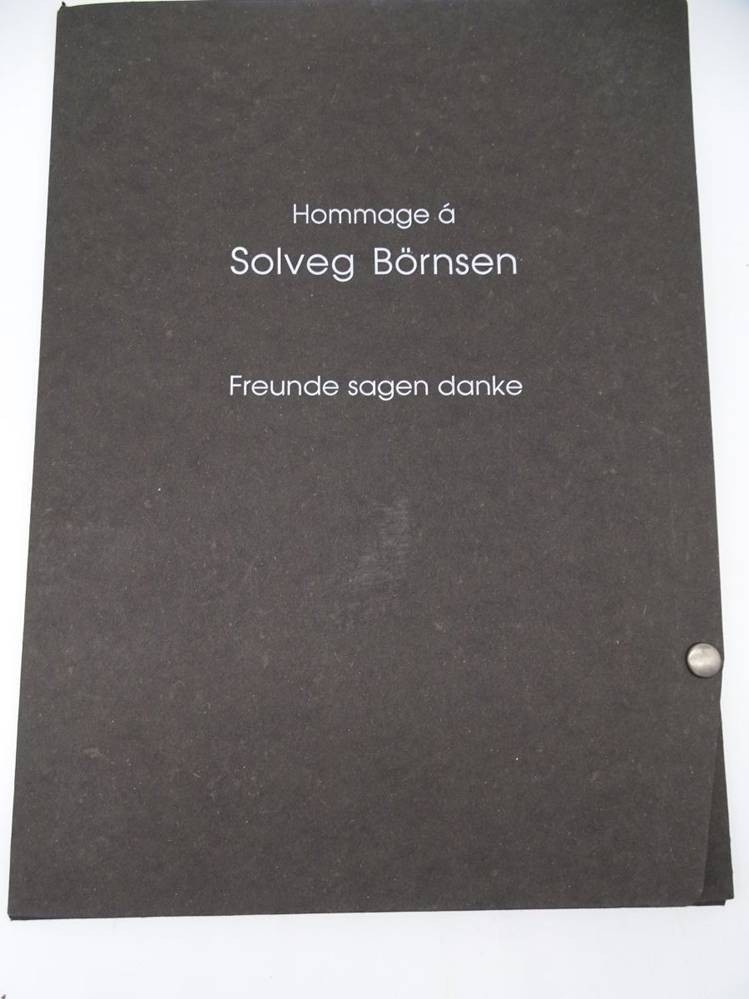 Hommage á
Solveg Börnsen
Freunde sagen danke